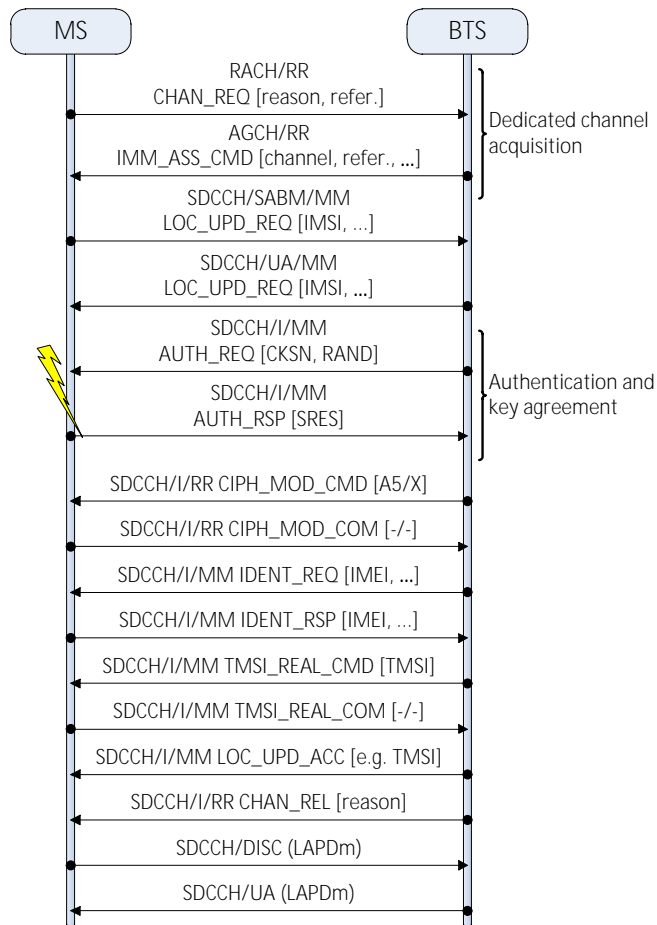 MS
BTS
RACH/RR
CHAN_REQ [reason, refer.]
AGCH/RR
IMM_ASS_CMD [channel, refer., ...]
Dedicated channel
acquisition
SDCCH/SABM/MM
LOC_UPD_REQ [IMSI, ...]
SDCCH/UA/MM
LOC_UPD_REQ [IMSI, ...]
SDCCH/I/MM
AUTH_REQ [CKSN, RAND]
SDCCH/I/MM
AUTH_RSP [SRES]
Authentication and
key agreement
SDCCH/I/RR CIPH_MOD_CMD [A5/X]
SDCCH/I/RR CIPH_MOD_COM [-/-]
SDCCH/I/MM IDENT_REQ [IMEI, ...]
SDCCH/I/MM IDENT_RSP [IMEI, ...]
SDCCH/I/MM TMSI_REAL_CMD [TMSI]
SDCCH/I/MM TMSI_REAL_COM [-/-]
SDCCH/I/MM LOC_UPD_ACC [e.g. TMSI]
SDCCH/I/RR CHAN_REL [reason]
SDCCH/DISC (LAPDm)
SDCCH/UA (LAPDm)